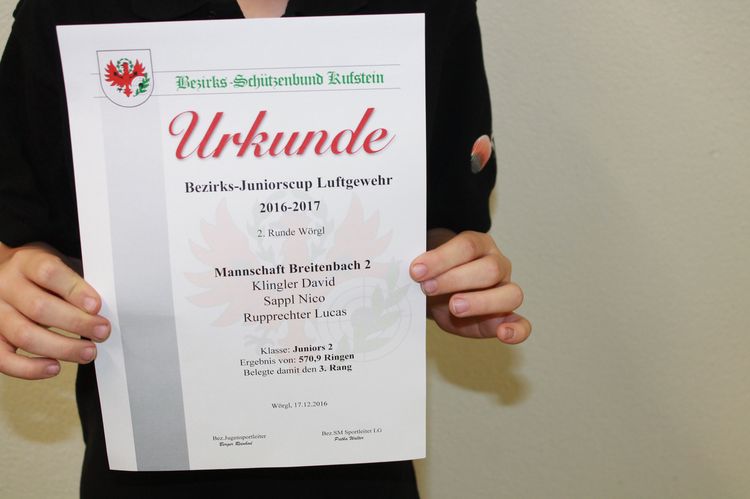 Bezirks-Schützenbund Kufstein
Urkunde
Bezirks-Juniorscup Luftgewehr
2016-2017
2. Runde Wörgl
Mannschaft Breitenbach 2
Klingler David
Sappl Nico
Rupprechter Lucas
Klasse: Juniors 2
Ergebnis von: 570,9 Ringen
Belegte damit den 3. Rang
Wörgl, 17.12.2016
Bez.Jugensportleiter
Bez.SM Sportleiter LG